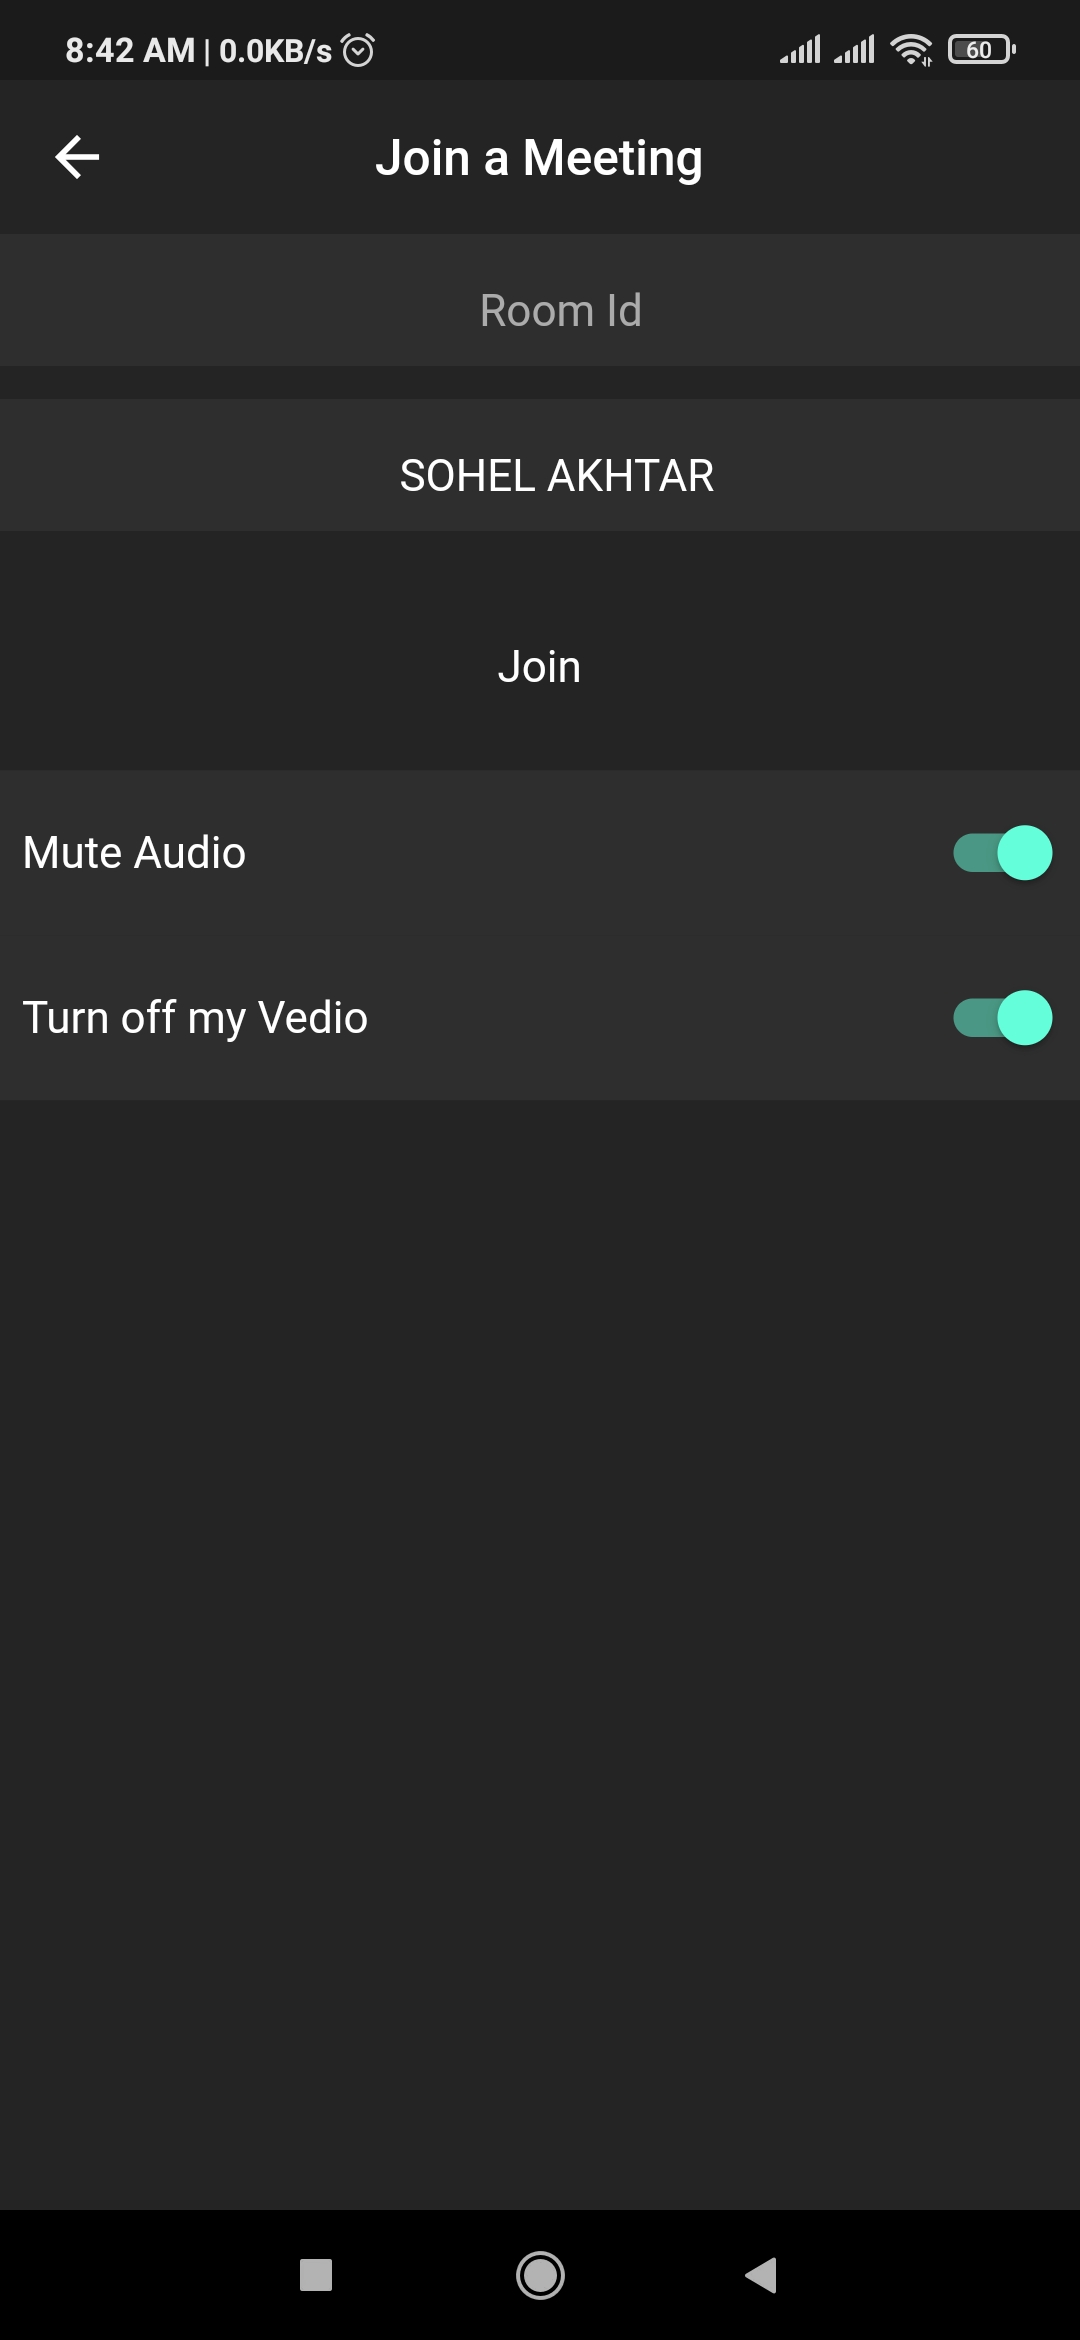 8:42 AM | 0.0KB/s
60
Join a Meeting
Room Id
SOHEL AKHTAR
Join
Mute Audio
Turn off my Vedio